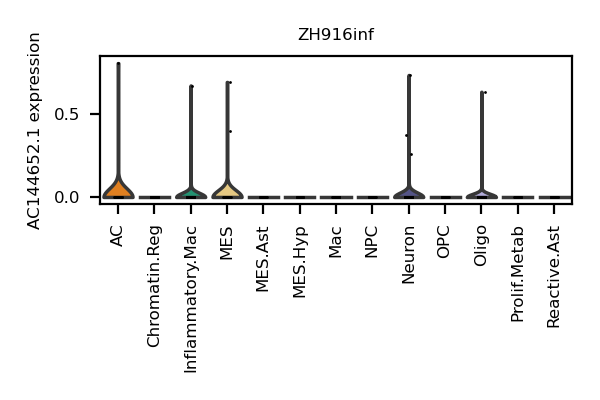 ZH916inf
AC144652.1 expression
0.5
0.0
AC
Chromatin.Reg
Inflammatory.Mac
MES
MES.Ast
MES.Hyp
Mac
NPC
Neuron
OPC
Oligo
Prolif.Metab
Reactive.Ast